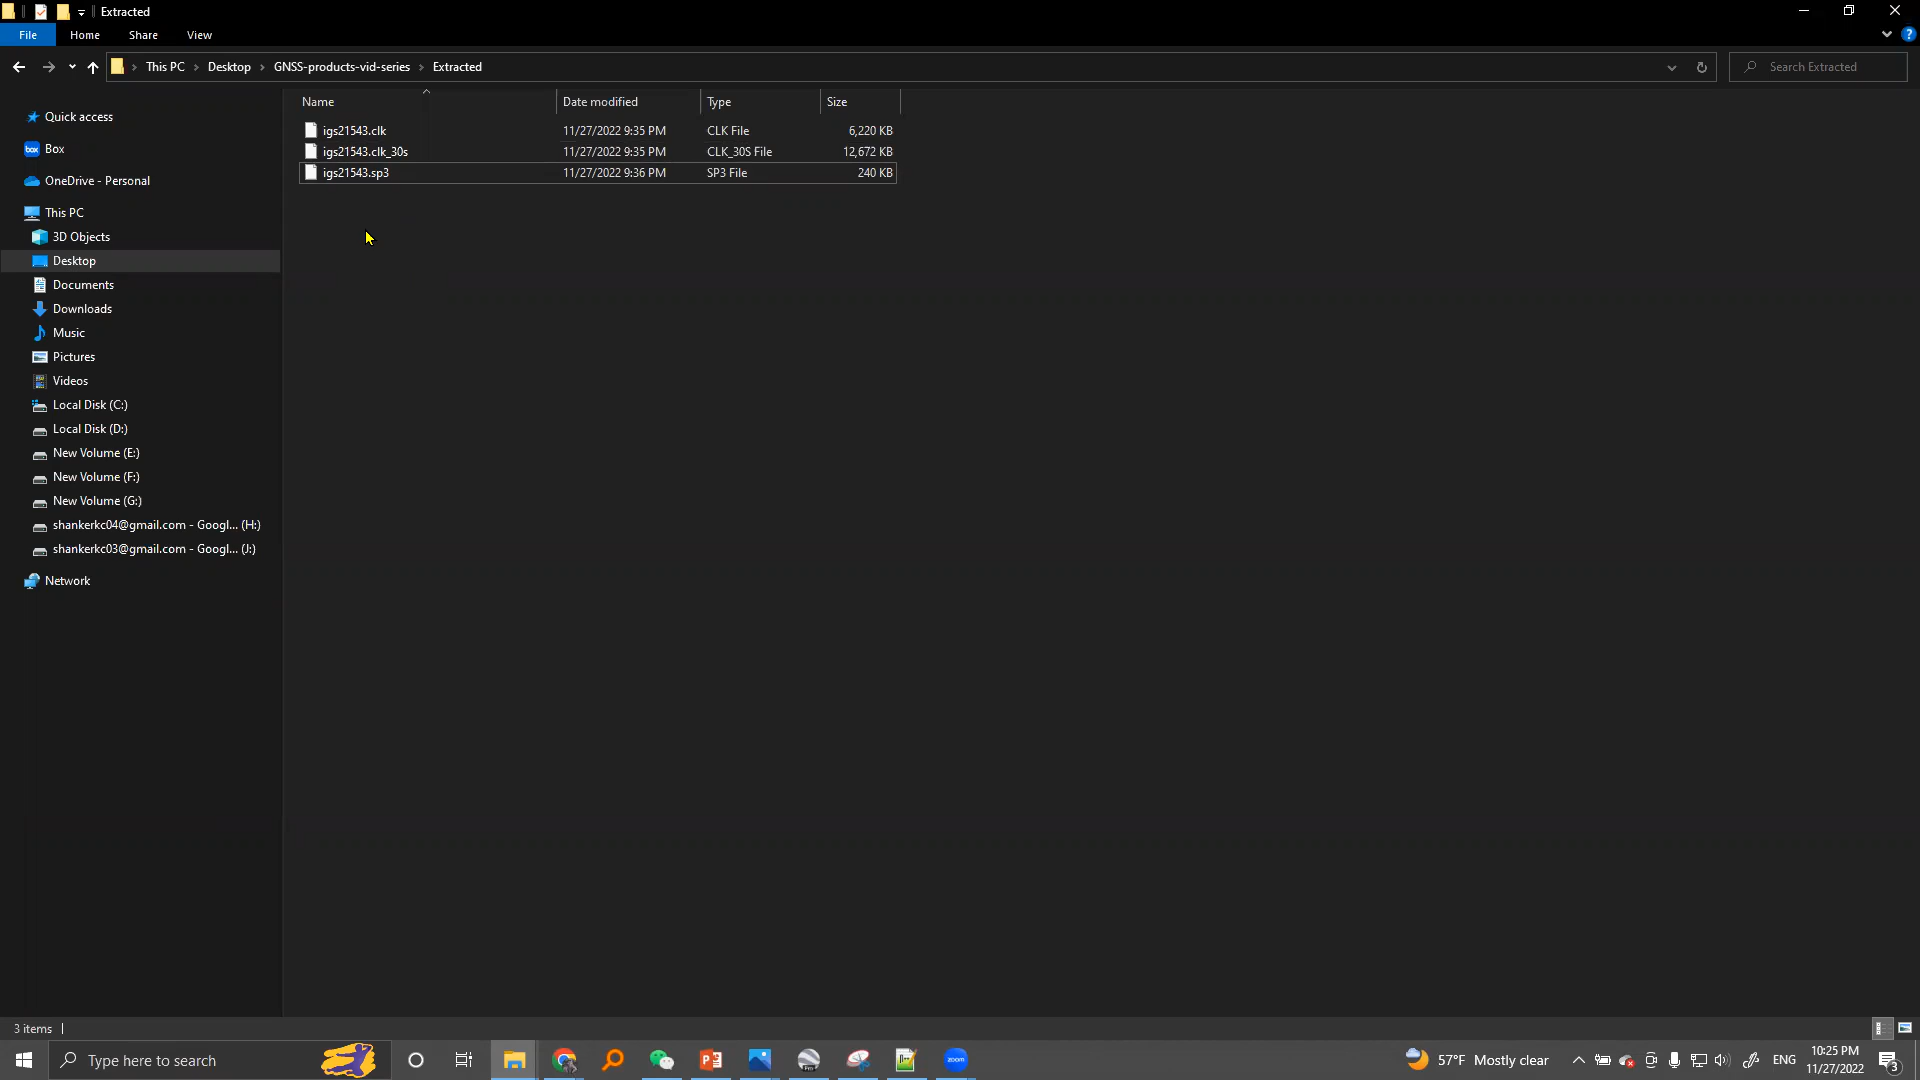 Extracted
File Home Share View
This PC Desktop GNSS-products-vid-series Extracted Search Extracted
Name Date modified Type Size
igs21543.clk 11/27/2022 9:35 PM CLK File 6,220 KB
igs21543.clk_30s 11/27/2022 9:35 PM CLK_30S File 12,672 KB
igs21543.sp3 11/27/2022 9:36 PM SP3 File 240 KB
Quick access
box Box
OneDrive - Personal
This PC
3D Objects
Desktop
Documents
Downloads
Music
Pictures
Videos
Local Disk (C:)
Local Disk (D:)
New Volume (E:)
New Volume (F:)
New Volume (G:)
shankerkc04@gmail.com - Googl... (H:)
shankerkc03@gmail.com - Googl... (J:)
Network
3 items
Type here to search zoom 57°F Mostly clear ENG 10:25 PM 3
11/27/2022